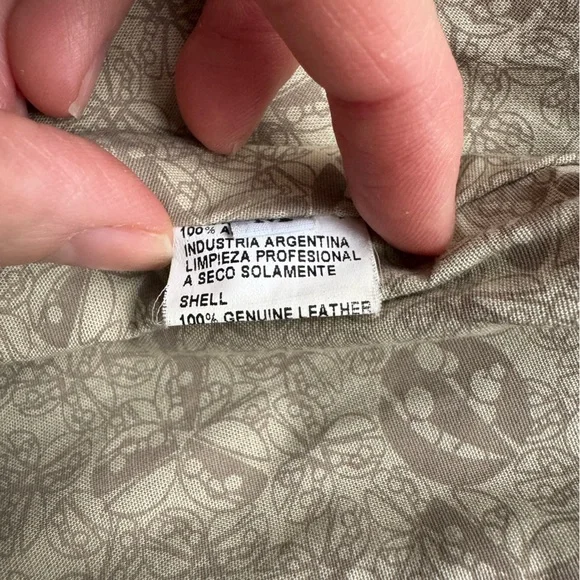 100% A
INDUSTRIA ARGENTINA
LIMPIEZA PROFESIONAL
A SECO SOLAMENTE
SHELL
100% GENUINE LEATHER